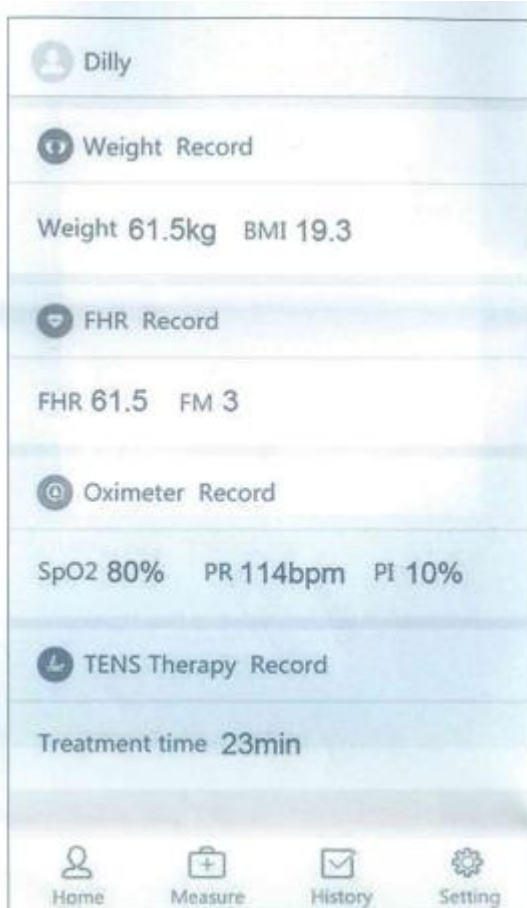 Dilly
Weight Record
Weight 61.5kg BMI 19.3
FHR Record
FHR 61.5 FM 3
Oximeter Record
SpO2 80% PR 114bpm PI 10%
TENS Therapy Record
Treatment time 23min
Home Measure History Setting